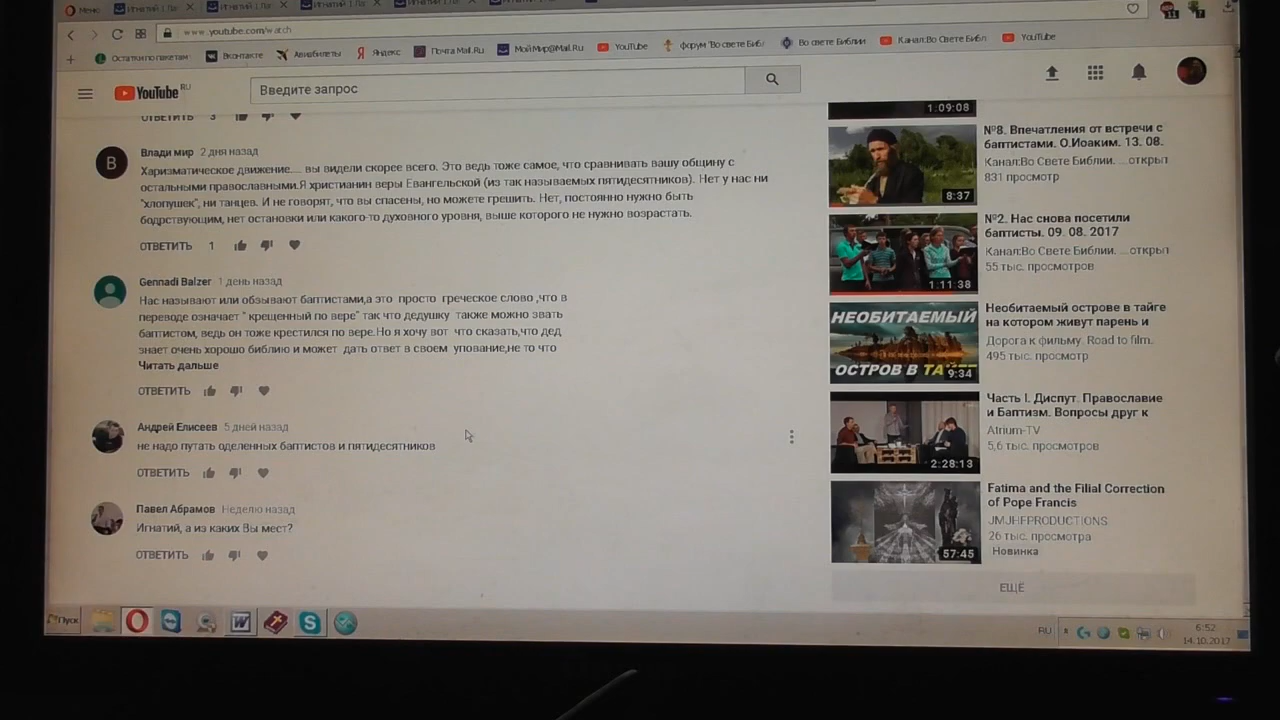 Меню
www.youtube.com/watch
Остатки по пакетам
Вконтакте
Авиабилеты
Яндекс
Почта Mail.Ru
МойМир@Mail.Ru
YouTube
форум "Во свете Библ
Во свете Библии
Канал:Во Свете Библ
YouTube
YouTube RU
Введите запрос
ОТВЕТИТЬ 3
Влади мир 2 дня назад
Харизматическое движение.... вы видели скорее всего. Это ведь тоже самое, что сравнивать вашу общину с
остальными православными.Я христианин веры Евангельской (из так называемых пятидесятников). Нет у нас ни
"хлопушек", ни танцев. И не говорят, что вы спасены, но можете грешить. Нет, постоянно нужно быть
бодрствующим, нет остановки или какого-то духовного уровня, выше которого не нужно возрастать.
ОТВЕТИТЬ 1
Gennadi Balzer 1 день назад
Нас называют или обзывают баптистами,а это просто греческое слово ,что в
переводе означает " крещенный по вере" так что дедушку также можно звать
баптистом, ведь он тоже крестился по вере.Но я хочу вот что сказать,что дед
знает очень хорошо библию и может дать ответ в своем упование,не то что
Читать дальше
ОТВЕТИТЬ
Андрей Елисеев 5 дней назад
не надо путать оделенных баптистов и пятидесятников
ОТВЕТИТЬ
Павел Абрамов Неделю назад
Игнатий, а из каких Вы мест?
ОТВЕТИТЬ
1:09:08
№8. Впечатления от встречи с
баптистами. О.Иоаким. 13. 08.
Канал:Во Свете Библии. ...открыт
831 просмотр
8:37
№2. Нас снова посетили
баптисты. 09. 08. 2017
Канал:Во Свете Библии. ...открыт
55 тыс. просмотров
1:11:38
Необитаемый острове в тайге
на котором живут парень и
Дорога к фильму. Road to film.
495 тыс. просмотр
НЕОБИТАЕМЫЙ
ОСТРОВ В ТАЙГЕ
9:34
Часть I. Диспут. Православие
и Баптизм. Вопросы друг к
Atrium-TV
5,6 тыс. просмотров
2:28:13
Fatima and the Filial Correction
of Pope Francis
JMJHFPRODUCTIONS
26 тыс. просмотра
Новинка
57:45
ЕЩЁ
Пуск
RU
6:52
14.10.2017